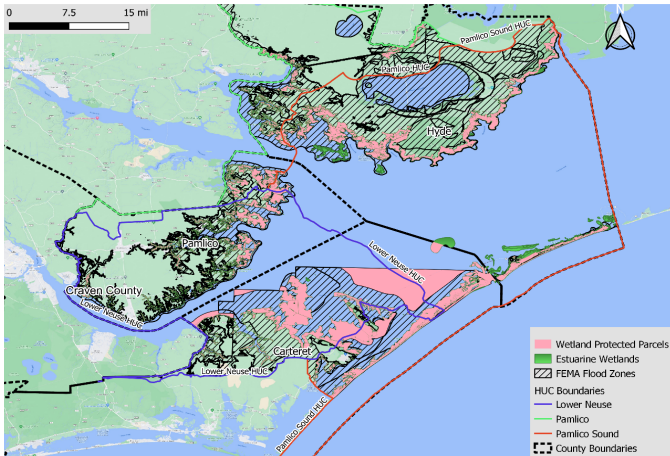 0 7.5 15 mi
N
Pamlico Sound HUC
Pamlico HUC
Hyde
Pamlico
Lower Neuse HUC
Craven County
Lower Neuse HUC
Carteret
Lower Neuse HUC
Pamlico Sound HUC
Wetland Protected Parcels
Estuarine Wetlands
FEMA Flood Zones
HUC Boundaries
Lower Neuse
Pamlico
Pamlico Sound
County Boundaries